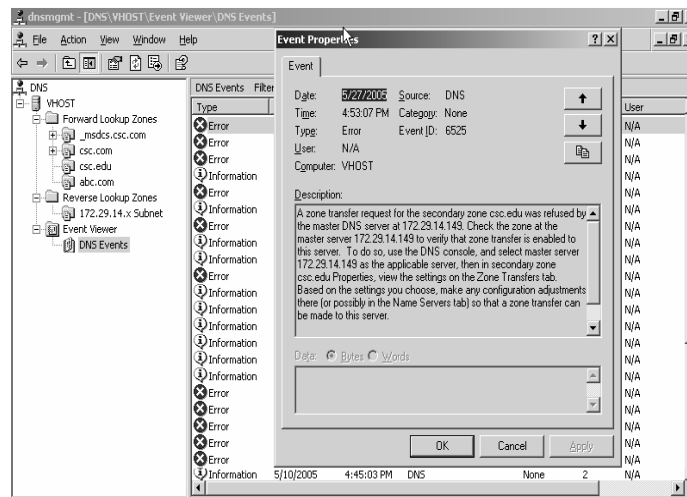 dnsmgmt - [DNS\VHOST\Event Viewer\DNS Events]
File Action View Window Help
DNS
VHOST
Forward Lookup Zones
_msdcs.csc.com
csc.com
csc.edu
abc.com
Reverse Lookup Zones
172.29.14.x Subnet
Event Viewer
DNS Events
DNS Events Filter
Type User
Error N/A
Error N/A
Error N/A
Information N/A
Error N/A
Information N/A
Error N/A
Information N/A
Information N/A
Error N/A
Information N/A
Information N/A
Information N/A
Information N/A
Information N/A
Information N/A
Error N/A
Error N/A
Error N/A
Error N/A
Error N/A
Information 5/10/2005 4:45:03 PM DNS None 2 N/A
Event
Date: 5/27/2005 Source: DNS
Time: 4:53:07 PM Category: None
Type: Error Event ID: 6525
User: N/A
Computer: VHOST
Description:
A zone transfer request for the secondary zone csc.edu was refused by
the master DNS server at 172.29.14.149. Check the zone at the
master server 172.29.14.149 to verify that zone transfer is enabled to
this server. To do so, use the DNS console, and select master server
172.29.14.149 as the applicable server, then in secondary zone
csc.edu Properties, view the settings on the Zone Transfers tab.
Based on the settings you choose, make any configuration adjustments
there (or possibly in the Name Servers tab) so that a zone transfer can
be made to this server.
Data: Bytes Words
OK Cancel Apply